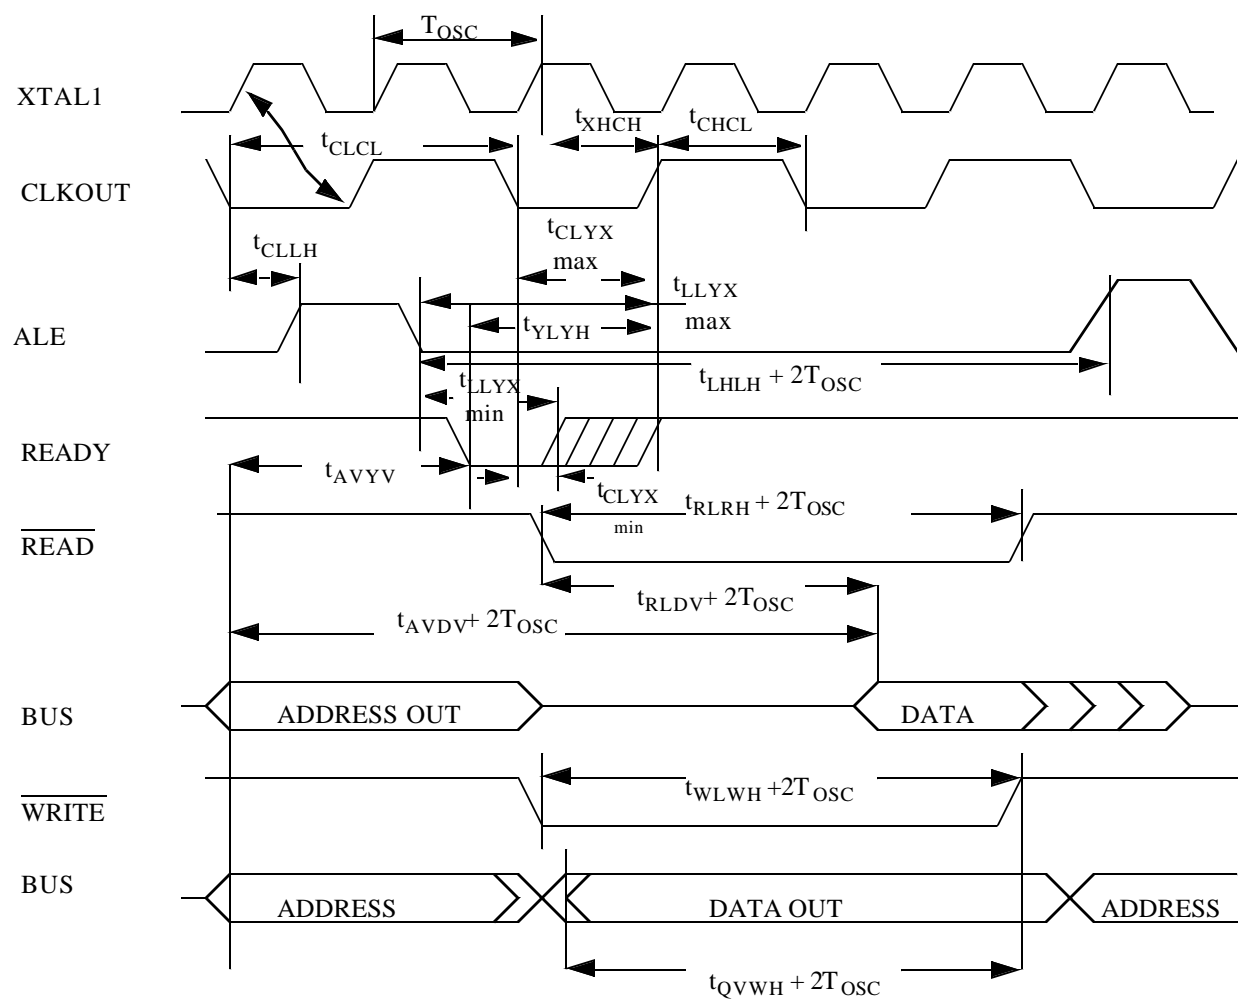 TOSC
XTAL1
tXHCH tCHCL
tCLCL
CLKOUT
tCLYX
max
tCLLH
tLLYX
max
tYLYH
ALE
tLHLH + 2TOSC
tLLYX
min
READY
tAVYV
tCLYX
min
tRLRH + 2TOSC
READ
tRLDV+ 2TOSC
tAVDV+ 2TOSC
BUS ADDRESS OUT DATA
tWLWH +2TOSC
WRITE
BUS
ADDRESS DATA OUT ADDRESS
tQVWH + 2TOSC